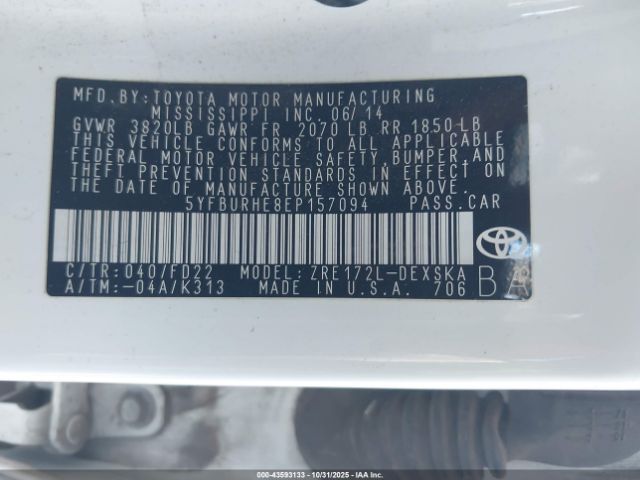 MFD.BY:TOYOTA MOTOR MANUFACTURING
MISSISSIPPI INC. 06/14
GVWR 3820LB GAWR FR 2070 LB RR 1850 LB
THIS VEHICLE CONFORMS TO ALL APPLICABLE
FEDERAL MOTOR VEHICLE SAFETY,BUMPER,AND
THEFT PREVENTION STANDARDS IN EFFECT ON
THE DATE OF MANUFACTURE SHOWN ABOVE.
5YFBURHE8EP157094 PASS.CAR
C/TR:040/FD22 MODEL: ZRE172L-DEXSKA
A/TM:-04A/K313 MADE IN U.S.A. 706 BA
000-43593133 - 10/31/2025 - COPYRIGHT IAA, LLC.